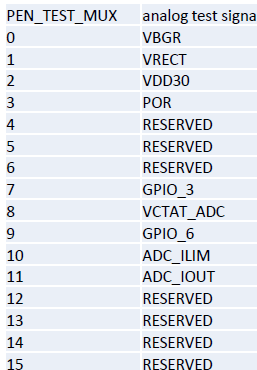 PEN_TEST_MUX analog test signa
0 VBGR
1 VRECT
2 VDD30
3 POR
4 RESERVED
5 RESERVED
6 RESERVED
7 GPIO_3
8 VCTAT_ADC
9 GPIO_6
10 ADC_ILIM
11 ADC_IOUT
12 RESERVED
13 RESERVED
14 RESERVED
15 RESERVED